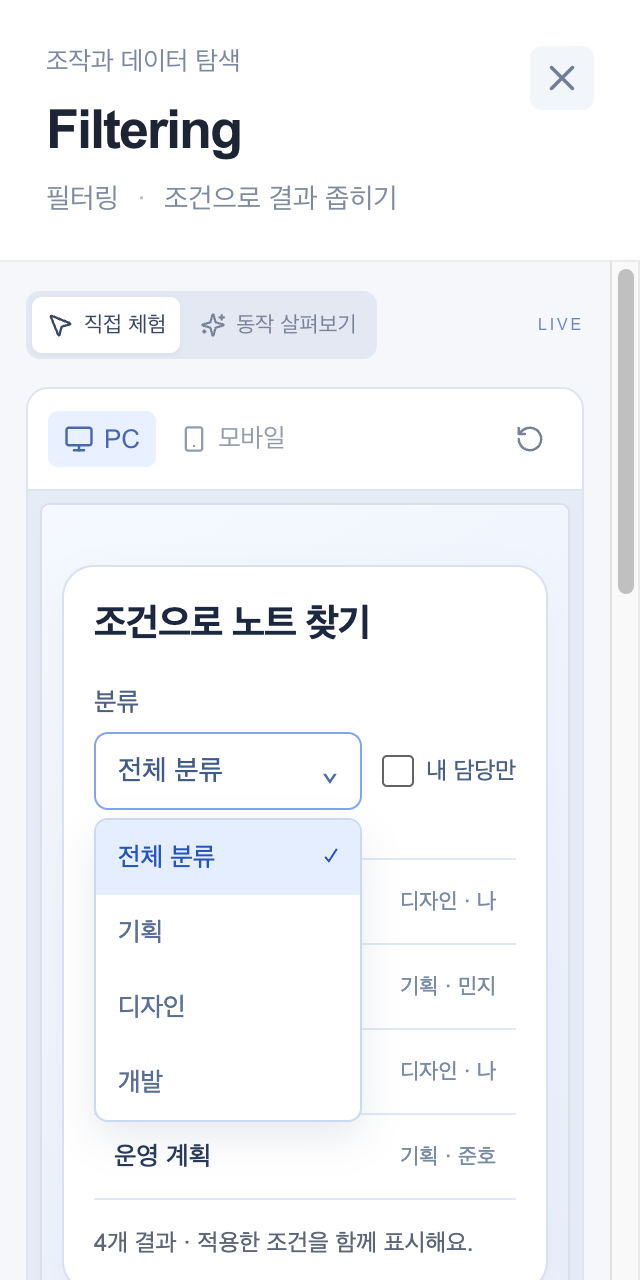 조작과 데이터 탐색
Filtering
필터링 · 조건으로 결과 좁히기
직접 체험 동작 살펴보기 LIVE
PC 모바일
조건으로 노트 찾기
분류
전체 분류 내 담당만
전체 분류
디자인 · 나
기획
기획 · 민지
디자인
디자인 · 나
개발
운영 계획 기획 · 준호
4개 결과 · 적용한 조건을 함께 표시해요.